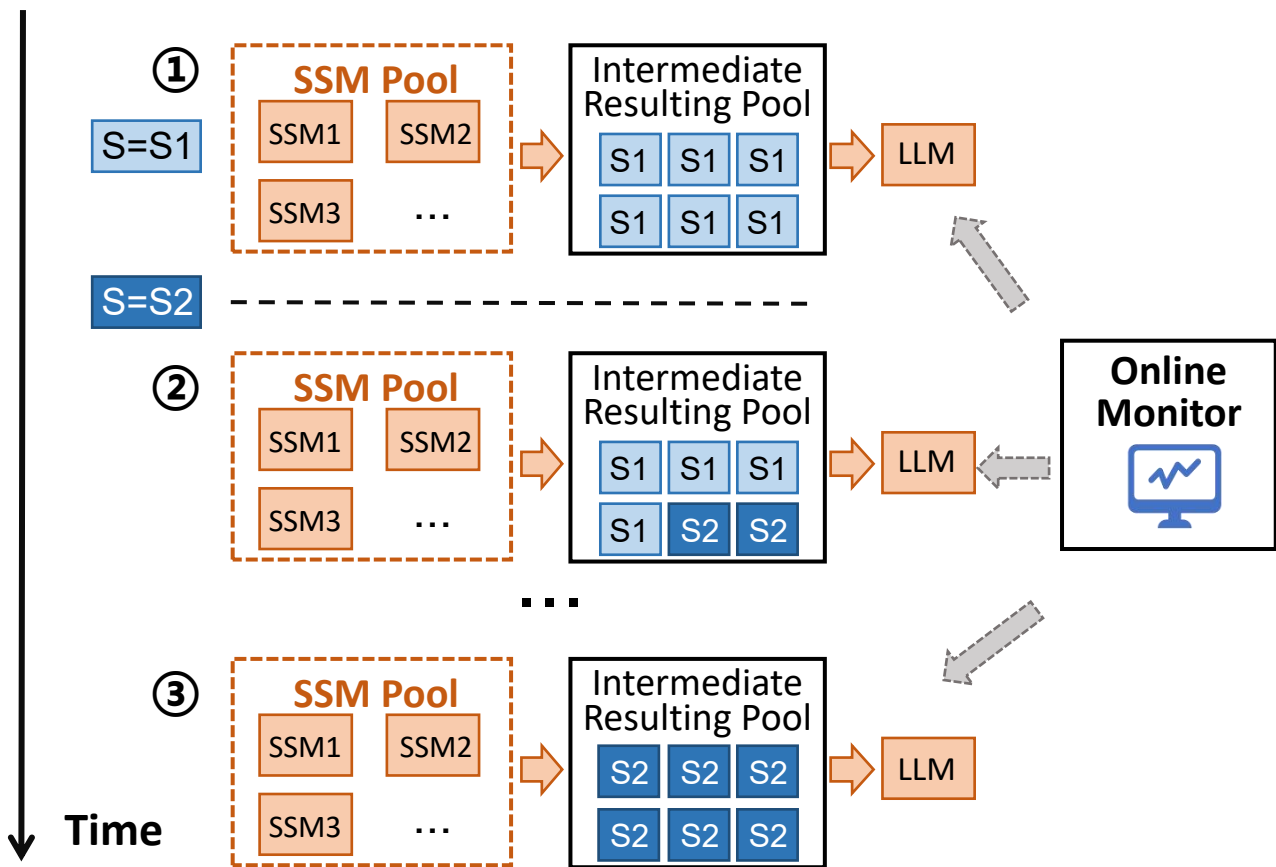 ①
SSM Pool
Intermediate
Resulting Pool
S=S1
SSM1 SSM2
S1 S1 S1
LLM
SSM3 ...
S1 S1 S1
S=S2
②
SSM Pool
Intermediate
Resulting Pool
Online
Monitor
SSM1 SSM2
S1 S1 S1
LLM
SSM3 ...
S1 S2 S2
...
③
SSM Pool
Intermediate
Resulting Pool
SSM1 SSM2
S2 S2 S2
LLM
SSM3 ...
S2 S2 S2
Time